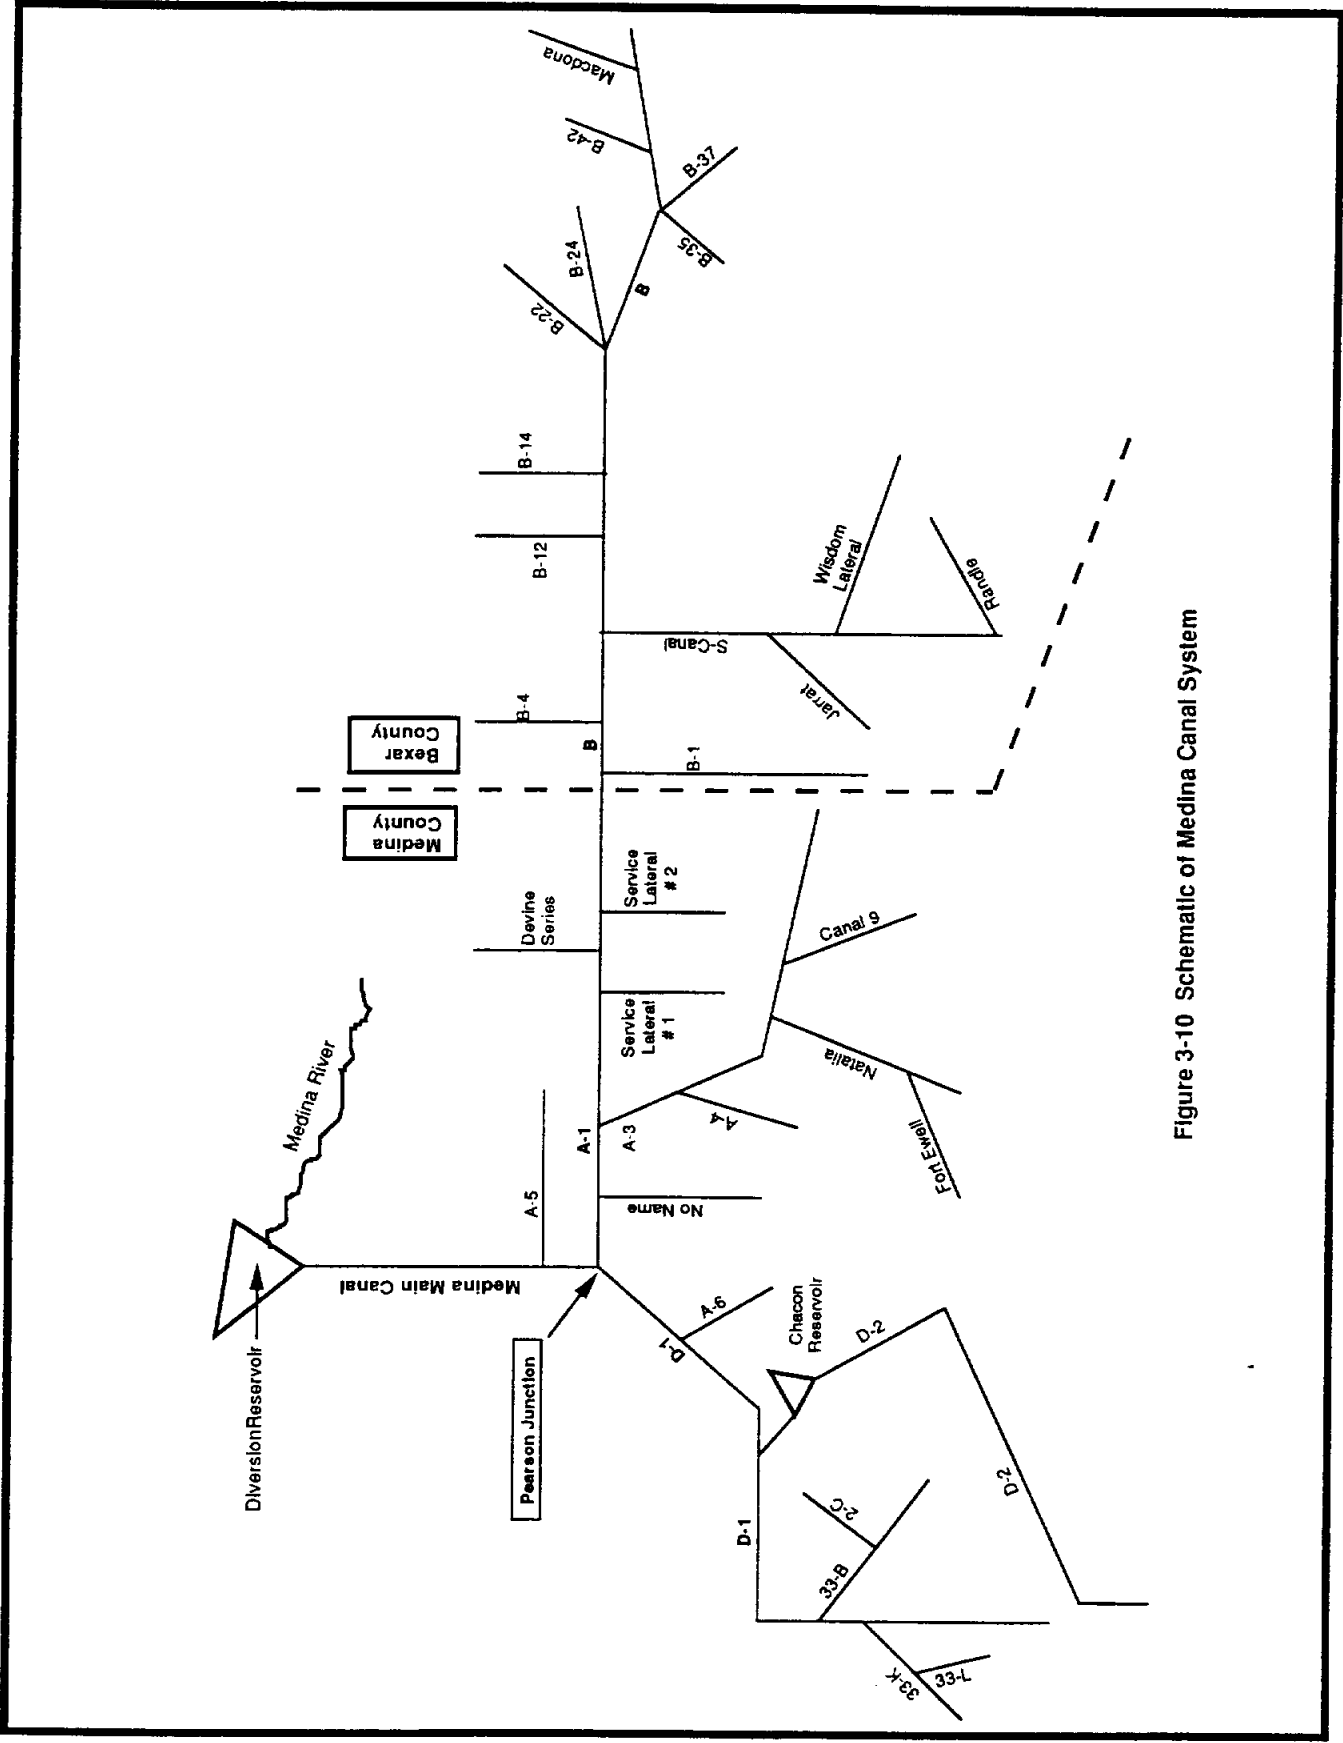 Macdona
B-42
B-37
B-35
B-24
B-22
B
B-14
B-12
Wisdom
Lateral
Randle
S-Canal
Jarrat
B-4
B
B-1
Bexar
County
Medina
County
Devine
Series
Service
Lateral
# 2
Service
Lateral
# 1
Canal 9
Natalia
Fort Ewell
Medina River
A-5
A-1
A-3
A-4
No Name
Medina Main Canal
Diversion Reservoir
Pearson Junction
D-1
A-6
Chacon
Reservoir
D-2
D-1
D-2
2-C
33-B
33-K
33-L
Figure 3-10 Schematic of Medina Canal System